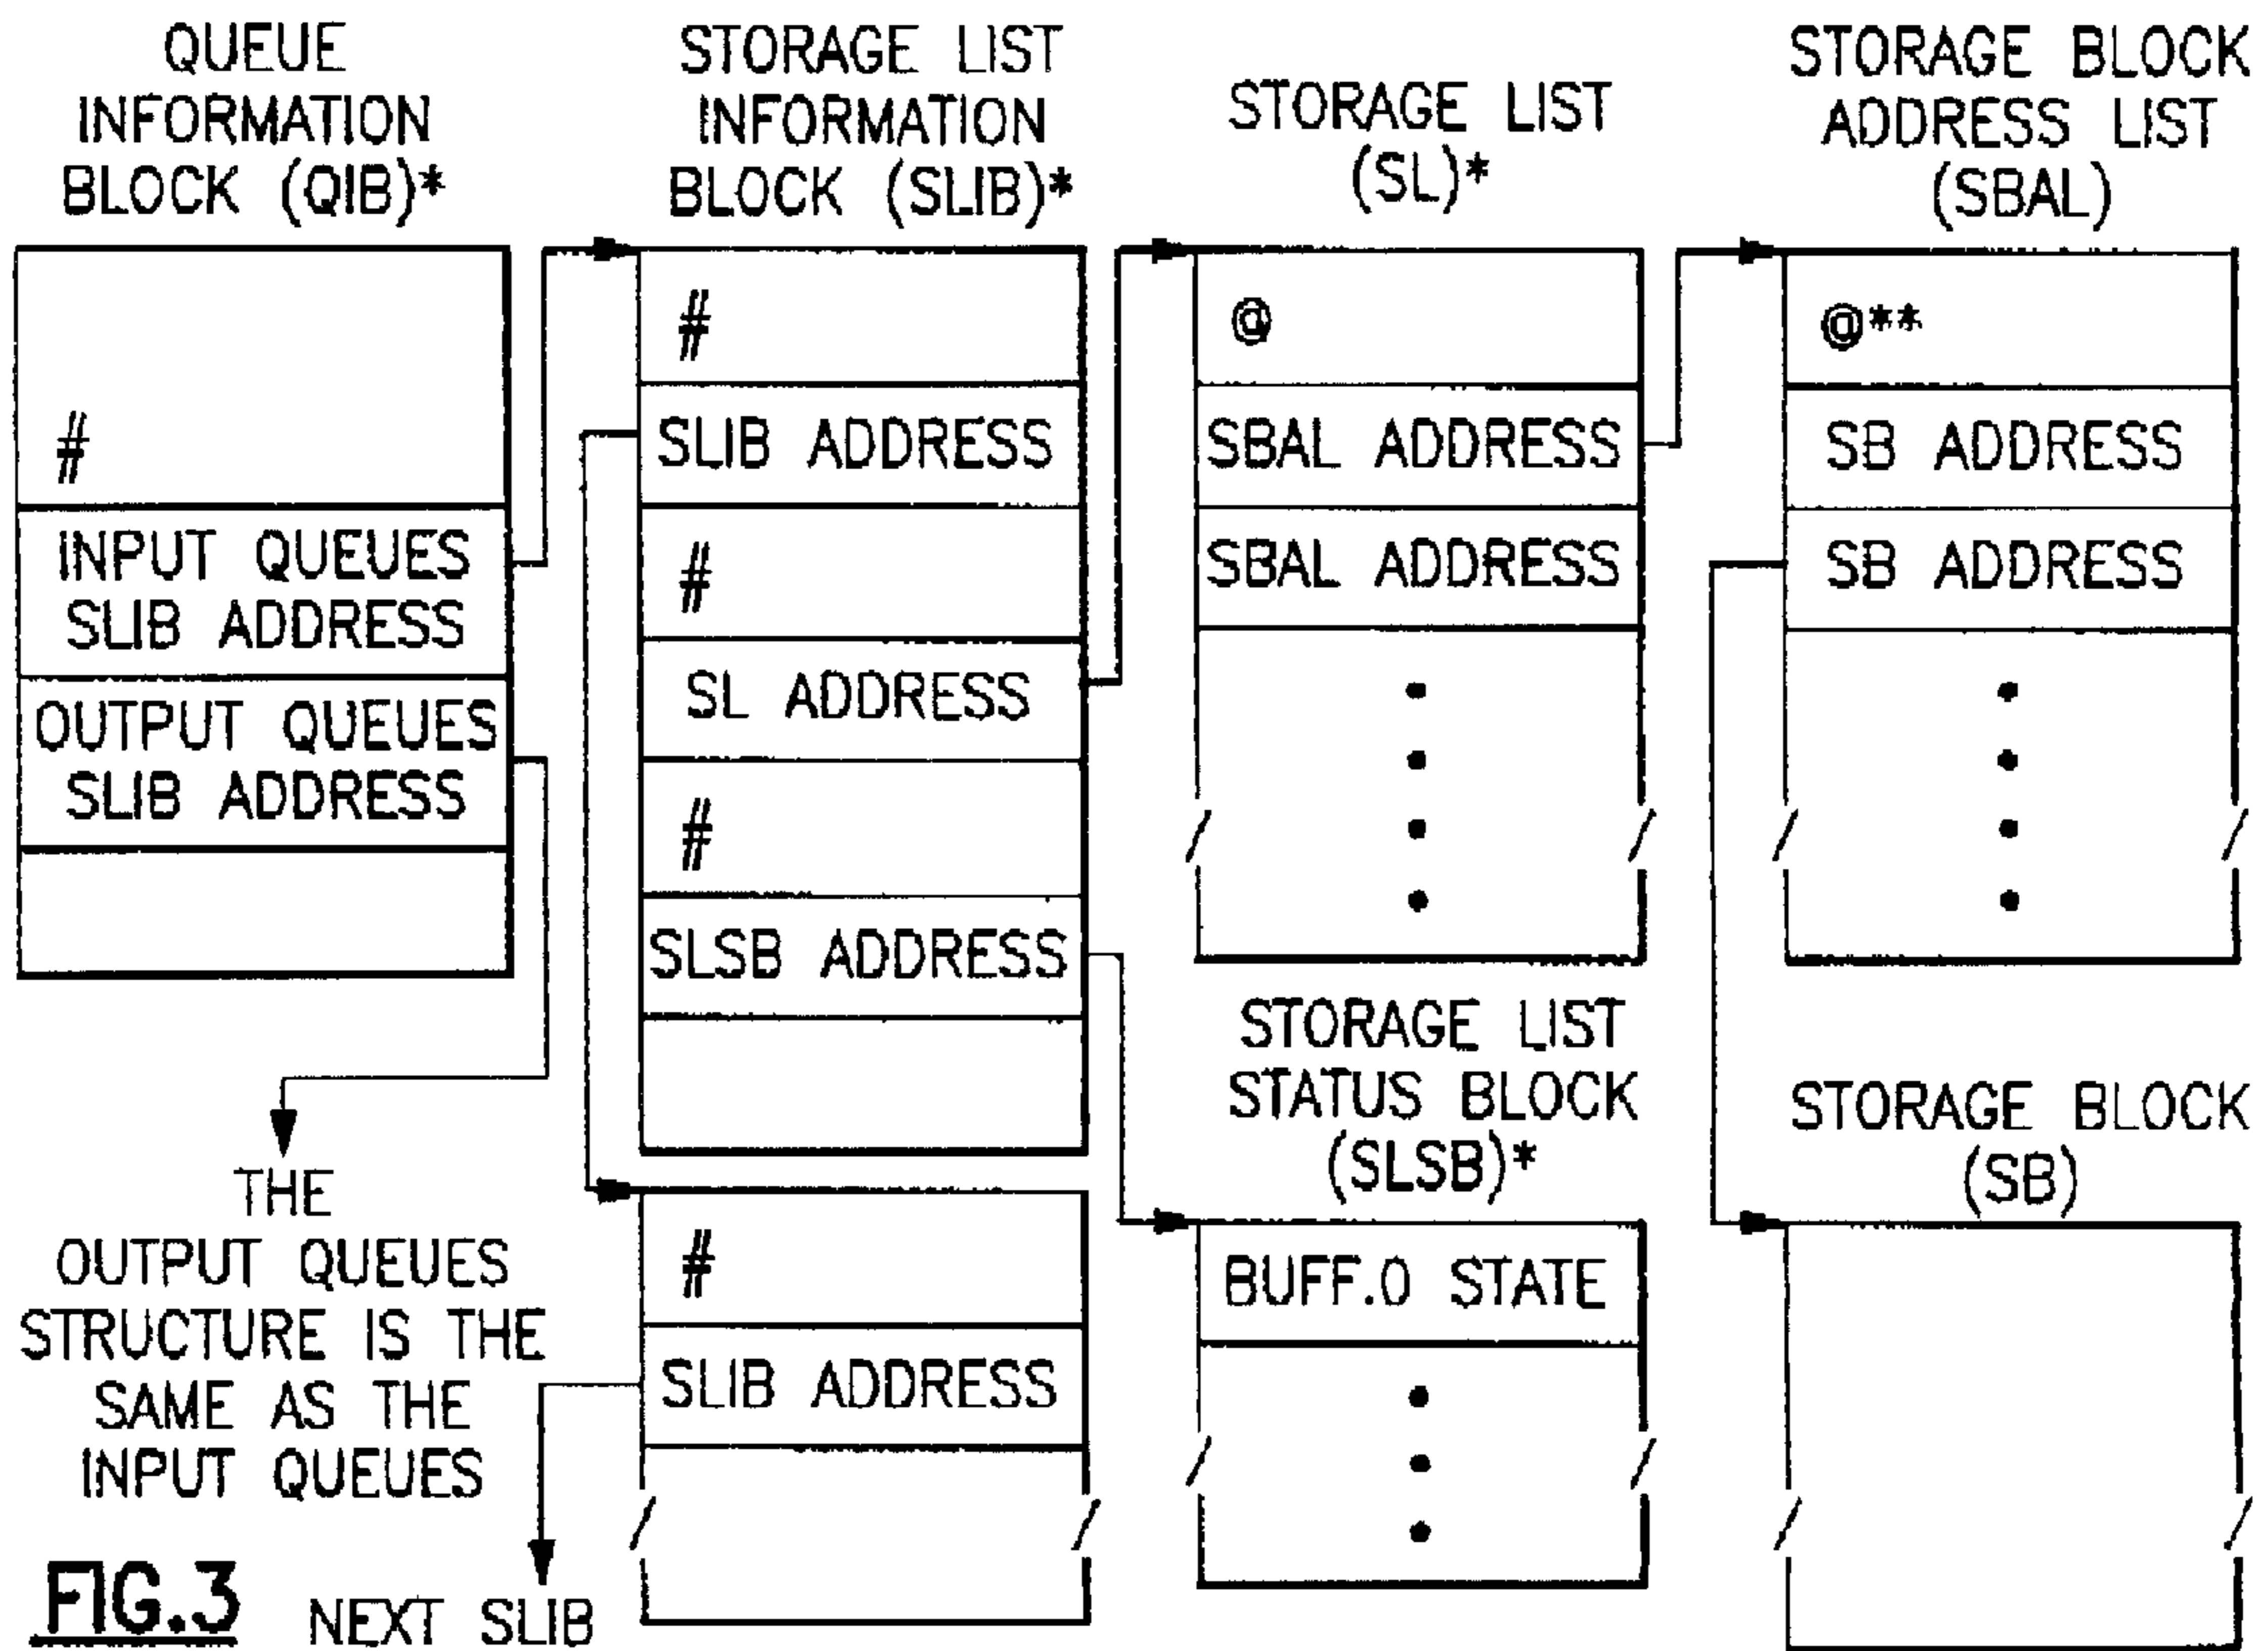 QUEUE
INFORMATION
BLOCK (QIB)*
#
INPUT QUEUES
SLIB ADDRESS
OUTPUT QUEUES
SLIB ADDRESS
THE
OUTPUT QUEUES
STRUCTURE IS THE
SAME AS THE
INPUT QUEUES
STORAGE LIST
INFORMATION
BLOCK (SLIB)*
#
SLIB ADDRESS
#
SL ADDRESS
#
SLSB ADDRESS
#
SLIB ADDRESS
NEXT SLIB
STORAGE LIST
(SL)*
@
SBAL ADDRESS
SBAL ADDRESS
STORAGE LIST
STATUS BLOCK
(SLSB)*
BUFF.0 STATE
STORAGE BLOCK
ADDRESS LIST
(SBAL)
@**
SB ADDRESS
SB ADDRESS
STORAGE BLOCK
(SB)
FIG.3